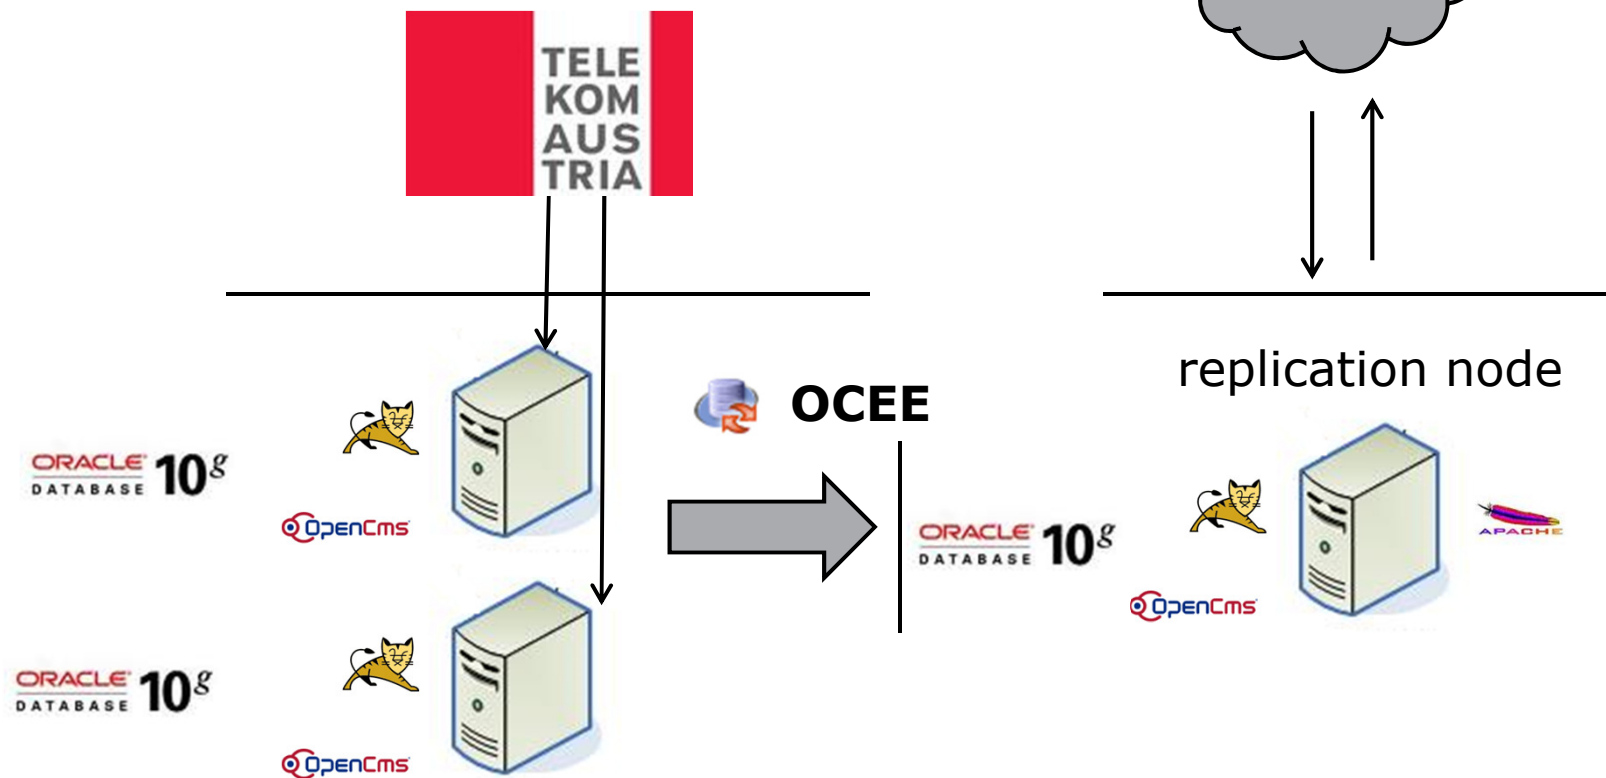 TELE
KOM
AUS
TRIA
replication node
OCEE
ORACLE
DATABASE 10g
OpenCms
ORACLE
DATABASE 10g
APACHE
OpenCms
ORACLE
DATABASE 10g
OpenCms